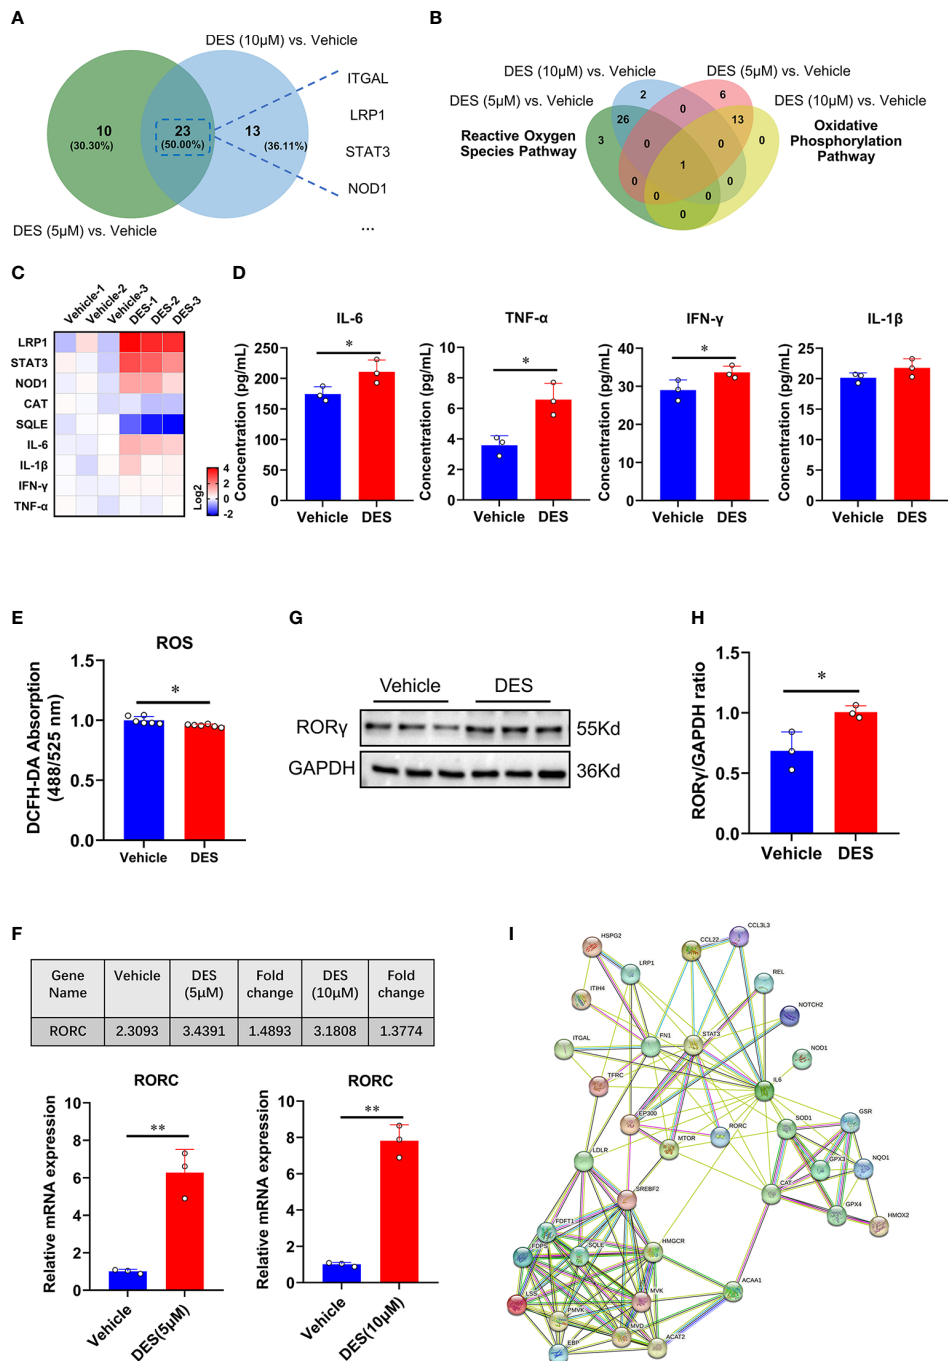 A
DES (10μM) vs. Vehicle
10
(30.30%)
23
(50.00%)
13
(36.11%)
ITGAL
LRP1
STAT3
NOD1
...
DES (5μM) vs. Vehicle
B
DES (10μM) vs. Vehicle
DES (5μM) vs. Vehicle
DES (5μM) vs. Vehicle
DES (10μM) vs. Vehicle
Reactive Oxygen
Species Pathway
Oxidative
Phosphorylation
Pathway
2
6
0
26
13
3
0
0
0
1
0
0
0
0
0
C
Vehicle-1
Vehicle-2
Vehicle-3
DES-1
DES-2
DES-3
LRP1
STAT3
NOD1
CAT
SQLE
IL-6
IL-1β
IFN-γ
TNF-α
Log2
4
2
0
-2
D
IL-6
Concentration (pg/mL)
250
200
150
100
50
0
*
Vehicle
DES
TNF-α
Concentration (pg/mL)
10
8
6
4
2
0
*
Vehicle
DES
IFN-γ
Concentration (pg/mL)
40
30
20
10
0
*
Vehicle
DES
IL-1β
Concentration (pg/mL)
30
25
20
15
10
5
0
Vehicle
DES
E
ROS
DCFH-DA Absorption
(488/525 nm)
1.5
1.0
0.5
0.0
*
Vehicle
DES
G
Vehicle
DES
RORγ
55Kd
GAPDH
36Kd
H
RORγ/GAPDH ratio
1.5
1.0
0.5
0.0
*
Vehicle
DES
F
Gene Name
Vehicle
DES (5μM)
Fold change
DES (10μM)
Fold change
RORC
2.3093
3.4391
1.4893
3.1808
1.3774
RORC
Relative mRNA expression
10
8
6
4
2
0
**
Vehicle
DES(5μM)
RORC
Relative mRNA expression
10
8
6
4
2
0
**
Vehicle
DES(10μM)
I
HSPG2
CCL22
CCL3L3
LRP1
REL
ITIH4
NOTCH2
ITGAL
FN1
STAT3
NOD1
TFRC
IL6
EP300
RORC
MTOR
SOD1
GSR
LDLR
GPX3
NQO1
CAT
SREBF2
GPX4
HMOX2
FDFT1
FDPS
SQLE
HMGCR
LSS
MVK
ACAA1
PMVK
MVD
ACAT2
EBP